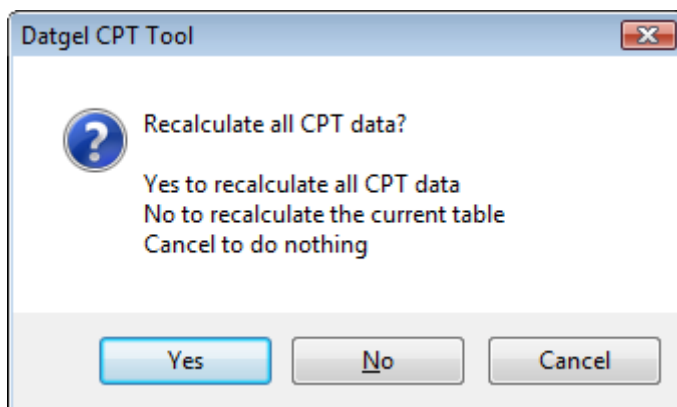 Datgel CPT Tool
Recalculate all CPT data?
Yes to recalculate all CPT data
No to recalculate the current table
Cancel to do nothing
Yes
No
Cancel